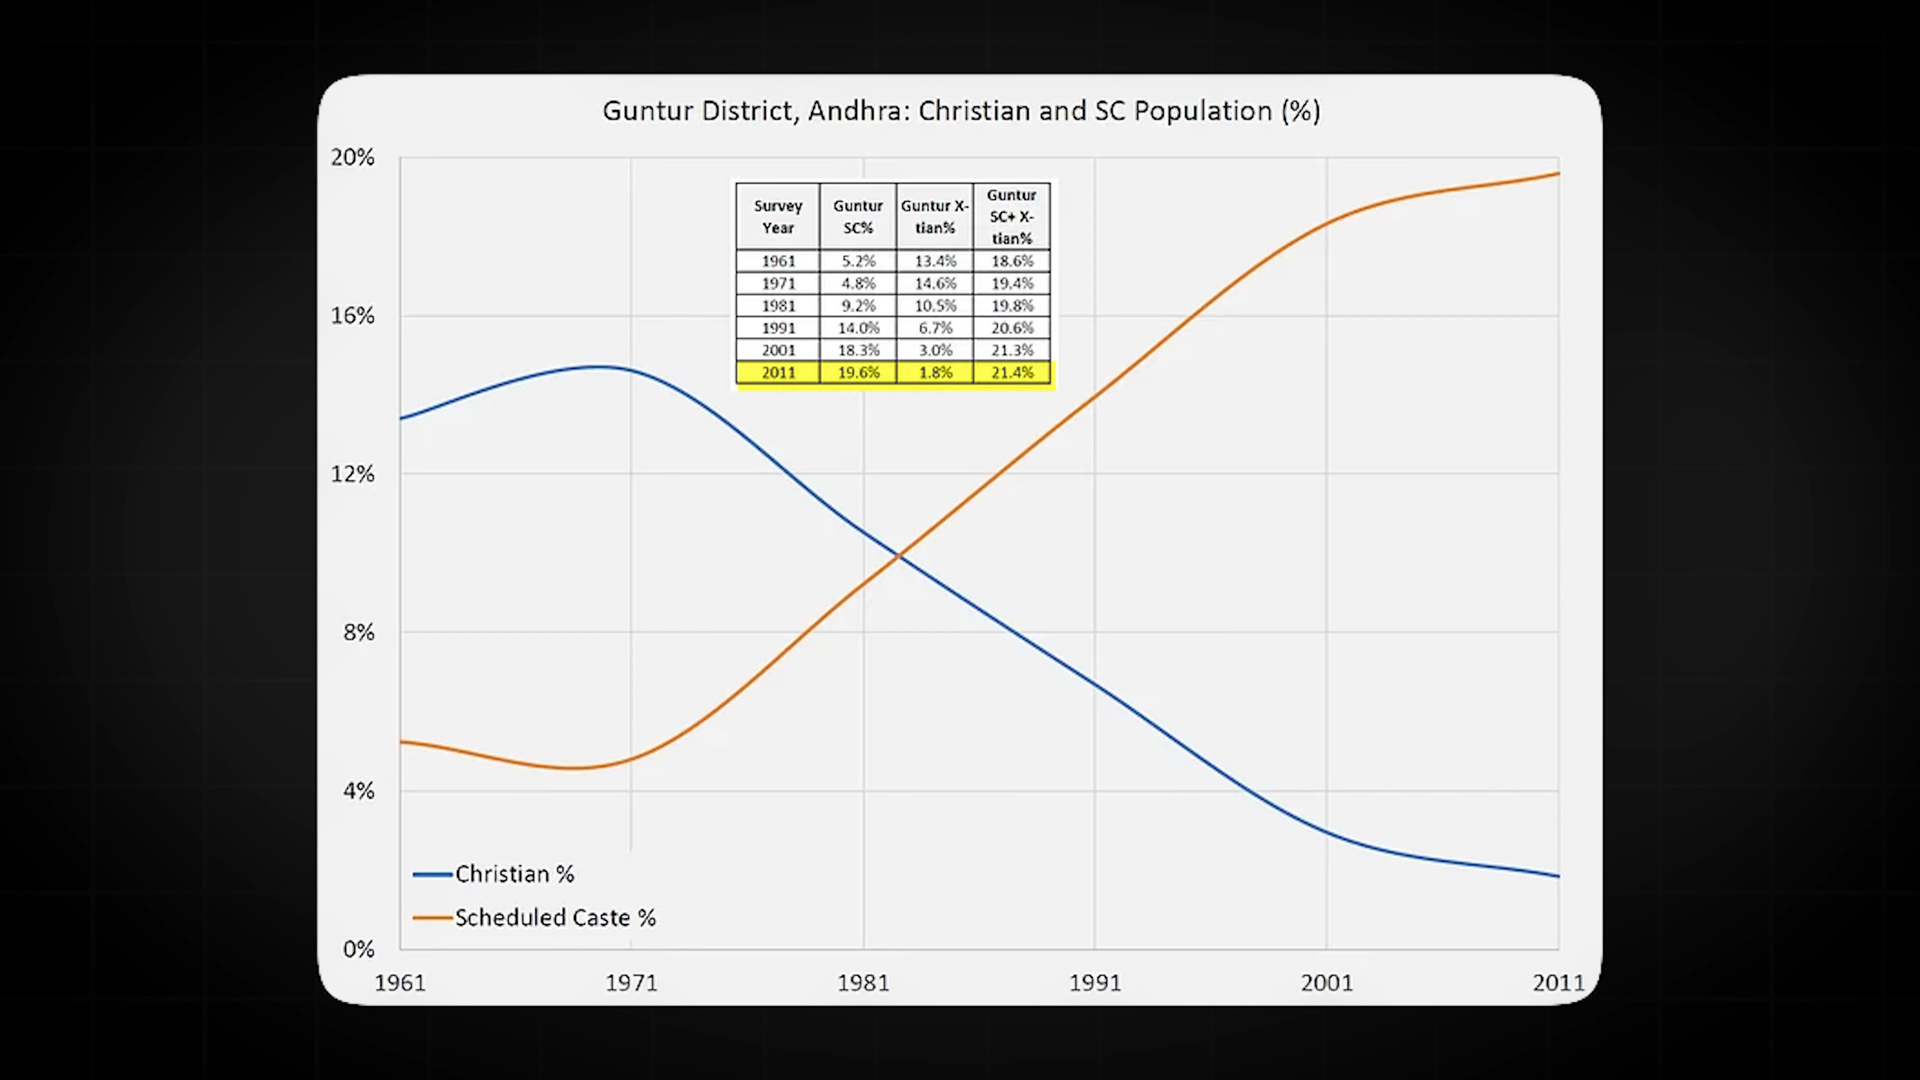 Guntur District, Andhra: Christian and SC Population (%)
20%
16%
12%
8%
4%
0%
Survey Year | Guntur SC% | Guntur X-tian% | Guntur SC+ X-tian%
1961 | 5.2% | 13.4% | 18.6%
1971 | 4.8% | 14.6% | 19.4%
1981 | 9.2% | 10.5% | 19.8%
1991 | 14.0% | 6.7% | 20.6%
2001 | 18.3% | 3.0% | 21.3%
2011 | 19.6% | 1.8% | 21.4%
Christian %
Scheduled Caste %
1961 1971 1981 1991 2001 2011